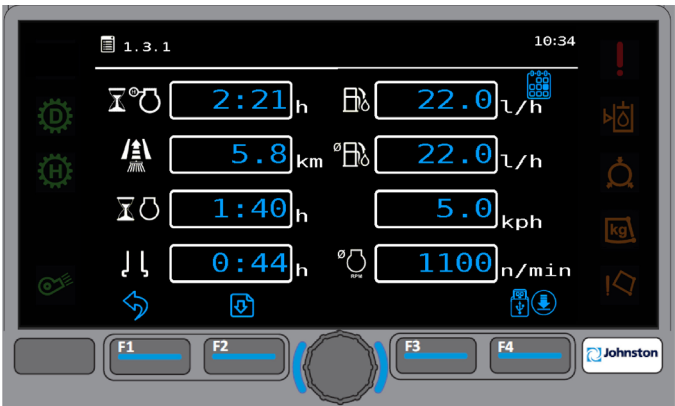 1.3.1 10:34
2:21 h 22.0 l/h
5.8 km ø 22.0 l/h
1:40 h 5.0 kph
0:44 h ø RPM 1100 n/min
D
H
kg
F1 F2 F3 F4 Johnston